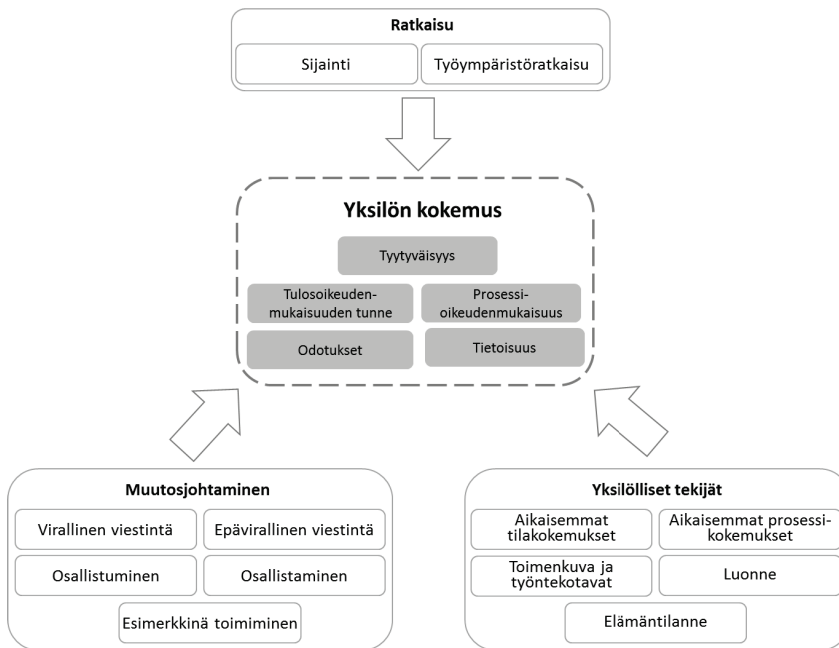 Ratkaisu
Sijainti
Työympäristöratkaisu
Yksilön kokemus
Tyytyväisyys
Tulosoikeuden-
mukaisuuden tunne
Prosessi-
oikeudenmukaisuus
Odotukset
Tietoisuus
Muutosjohtaminen
Virallinen viestintä
Epävirallinen viestintä
Osallistuminen
Osallistaminen
Esimerkkinä toimiminen
Yksilölliset tekijät
Aikaisemmat
tilakokemukset
Aikaisemmat prosessi-
kokemukset
Toimenkuva ja
työntekotavat
Luonne
Elämäntilanne